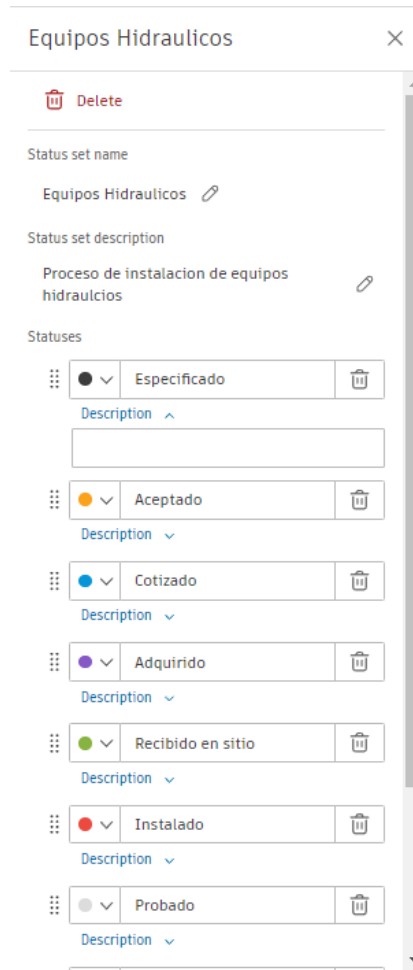 Equipos Hidraulicos
Delete
Status set name
Equipos Hidraulicos
Status set description
Proceso de instalacion de equipos
hidraulcios
Statuses
Especificado
Description
Aceptado
Description
Cotizado
Description
Adquirido
Description
Recibido en sitio
Description
Instalado
Description
Probado
Description